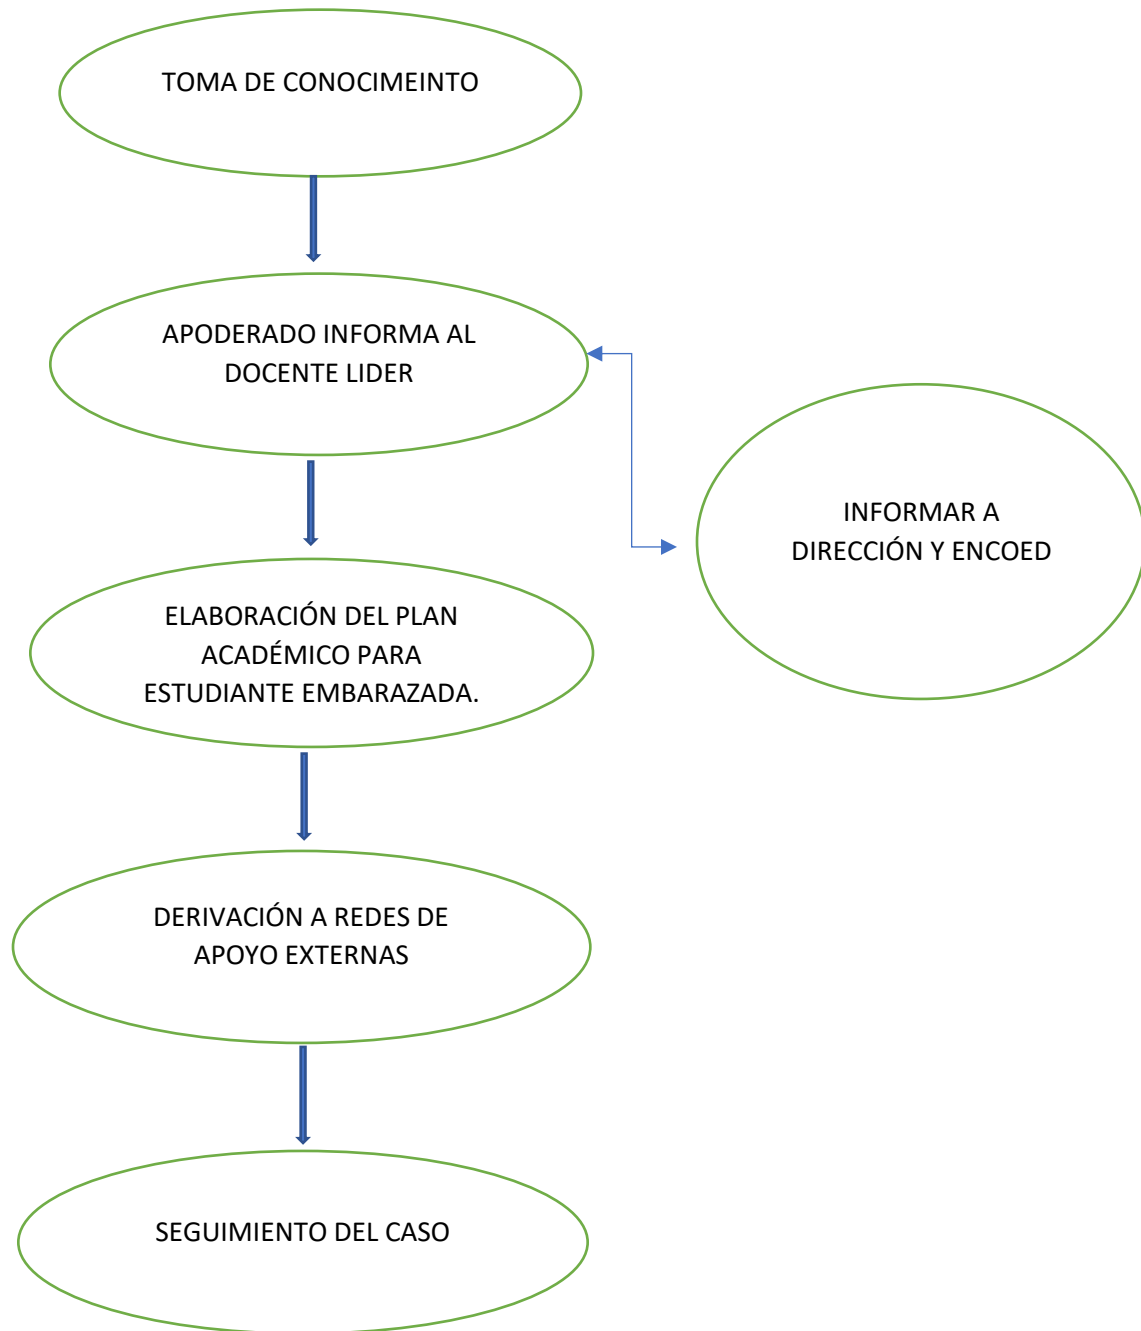 TOMA DE CONOCIMEINTO
APODERADO INFORMA AL
DOCENTE LIDER
INFORMAR A
DIRECCIÓN Y ENCOED
ELABORACIÓN DEL PLAN
ACADÉMICO PARA
ESTUDIANTE EMBARAZADA.
DERIVACIÓN A REDES DE
APOYO EXTERNAS
SEGUIMIENTO DEL CASO